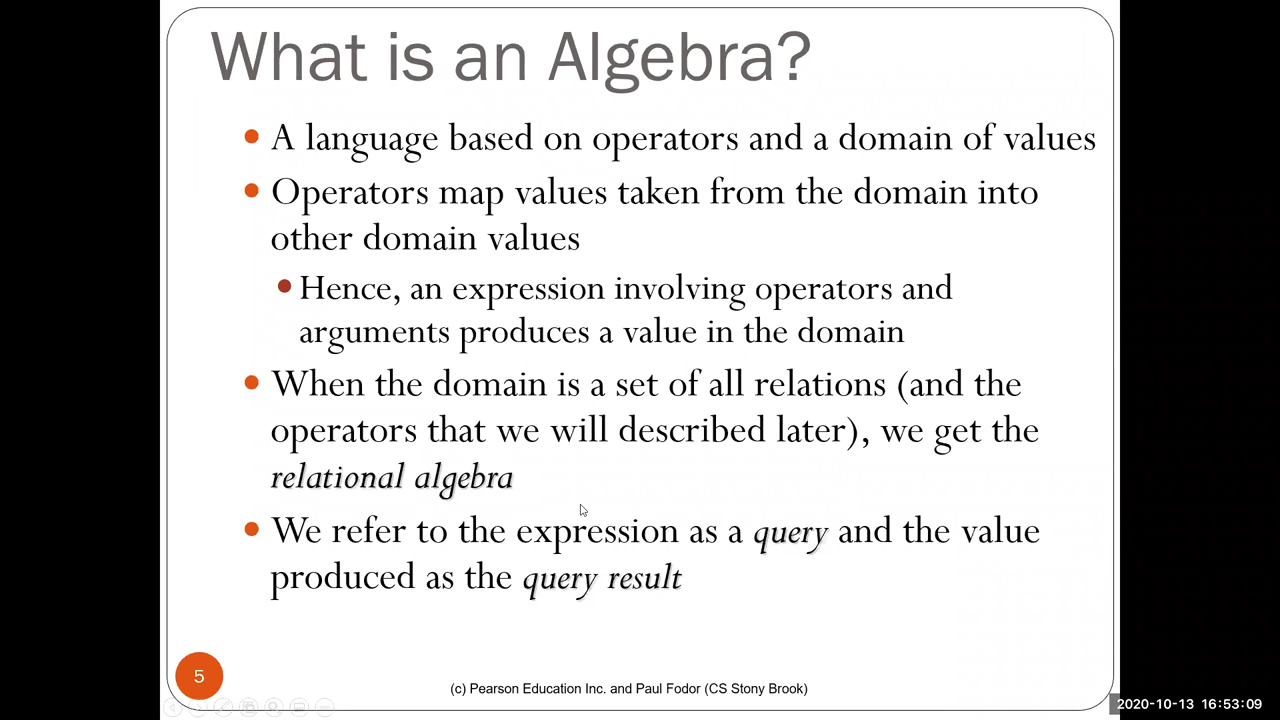 What is an Algebra?
• A language based on operators and a domain of values
• Operators map values taken from the domain into
other domain values
• Hence, an expression involving operators and
arguments produces a value in the domain
• When the domain is a set of all relations (and the
operators that we will described later), we get the
relational algebra
• We refer to the expression as a query and the value
produced as the query result
5
(c) Pearson Education Inc. and Paul Fodor (CS Stony Brook)
2020-10-13 16:53:09